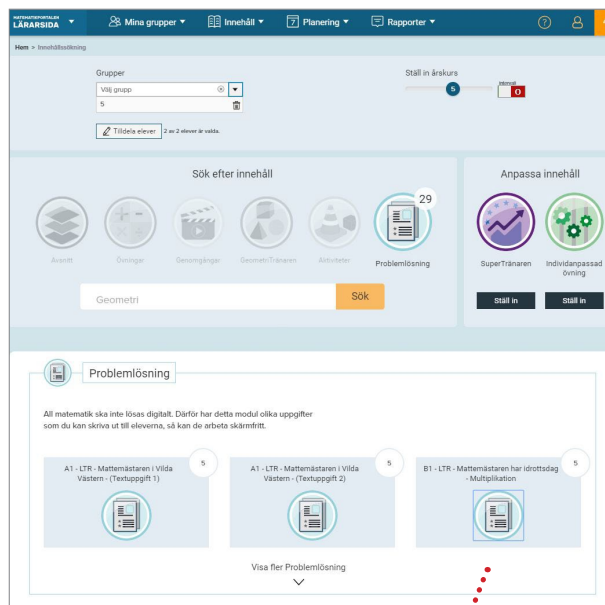 MATEMATIKPORTALEN
LÄRARSIDA
Mina grupper
Innehåll
7 Planering
Rapporter
?
Hem > Innehållssökning
Grupper
Välj grupp
5
Tilldela elever
2 av 2 elever är valda.
Ställ in årskurs
5
Intervall
O
Sök efter innehåll
Avsnitt
Övningar
Genomgångar
GeometriTränaren
Aktiviteter
29
Problemlösning
Geometri
Sök
Anpassa innehåll
SuperTränaren
Individanpassad
övning
Ställ in
Ställ in
Problemlösning
All matematik ska inte lösas digitalt. Därför har detta modul olika uppgifter
som du kan skriva ut till eleverna, så kan de arbeta skärmfritt.
A1 - LTR - Mattemästaren i Vilda
Västern - (Textuppgift 1)
5
A1 - LTR - Mattemästaren i Vilda
Västern - (Textuppgift 2)
5
B1 - LTR - Mattemästaren har idrottsdag
- Multiplikation
5
Visa fler Problemlösning